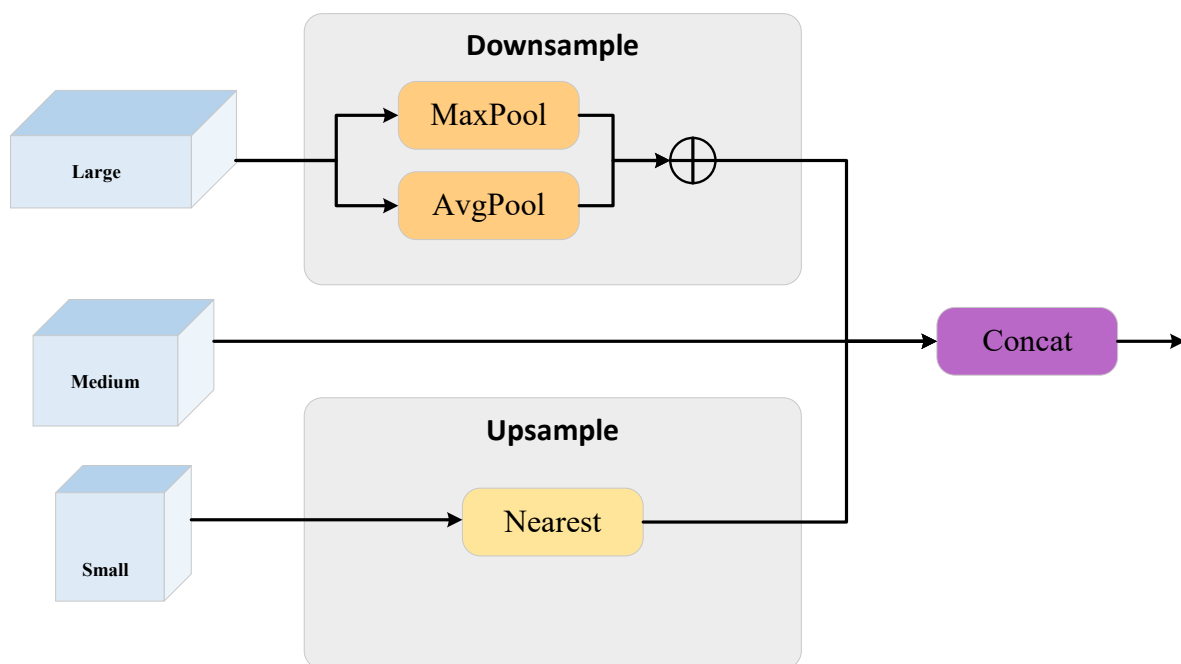 Downsample
MaxPool
Large
AvgPool
Concat
Medium
Upsample
Nearest
Small